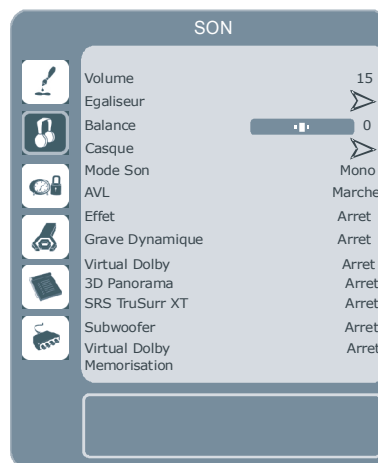 SON
Volume 15
Egaliseur
Balance 0
Casque
Mode Son Mono
AVL Marche
Effet Arret
Grave Dynamique Arret
Virtual Dolby Arret
3D Panorama Arret
SRS TruSurr XT Arret
Subwoofer Arret
Virtual Dolby Arret
Memorisation